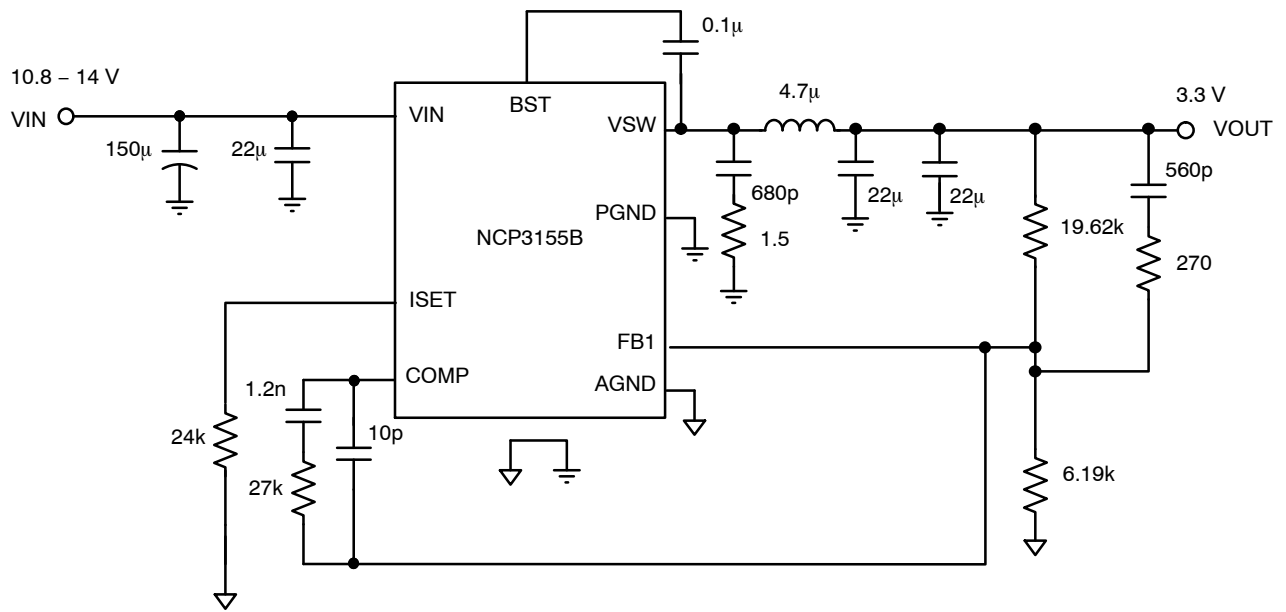 0.1μ
10.8 − 14 V
VIN
150μ
22μ
VIN
BST
VSW
4.7μ
3.3 V
VOUT
680p
1.5
22μ
22μ
560p
19.62k
270
PGND
NCP3155B
ISET
FB1
COMP
AGND
1.2n
10p
24k
27k
6.19k